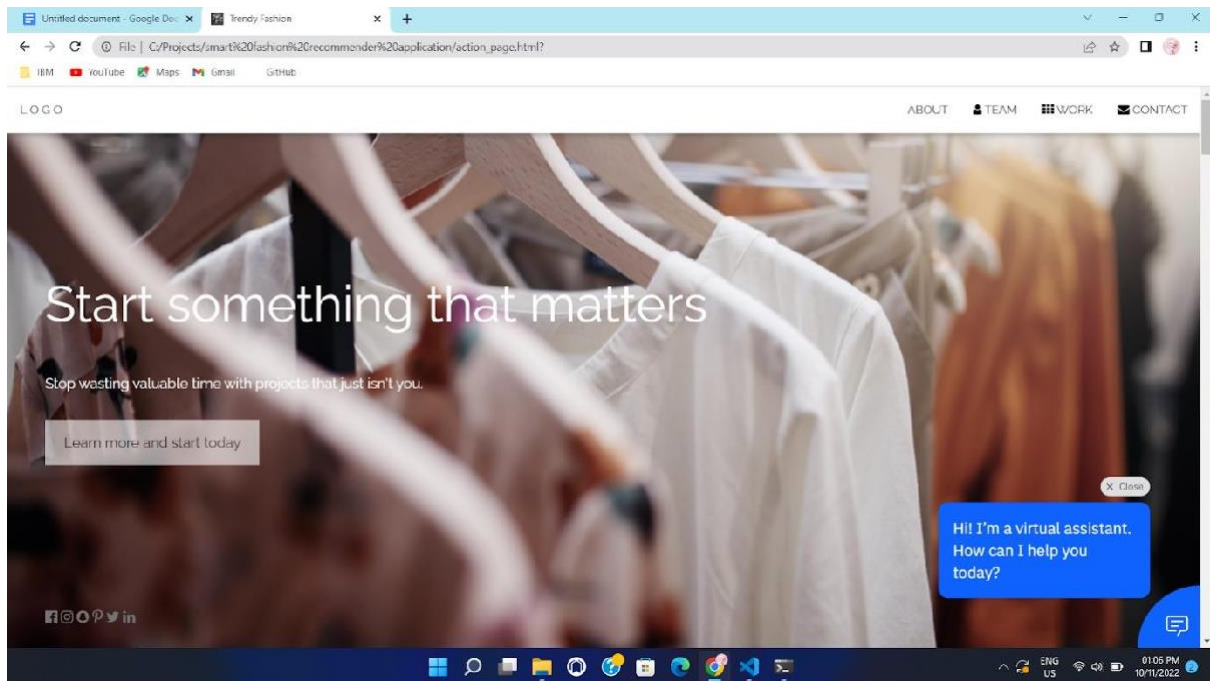 Untitled document - Google Doc
Trendy Fashion
File | C:/Projects/smart%20fashion%20recommender%20application/action_page.html?
IBM YouTube Maps Gmail GitHub
LOGO
ABOUT TEAM WORK CONTACT
Start something that matters
Stop wasting valuable time with projects that just isn't you.
Learn more and start today
X Close
Hi! I'm a virtual assistant.
How can I help you
today?
ENG
US
01:06 PM
10/11/2022
2